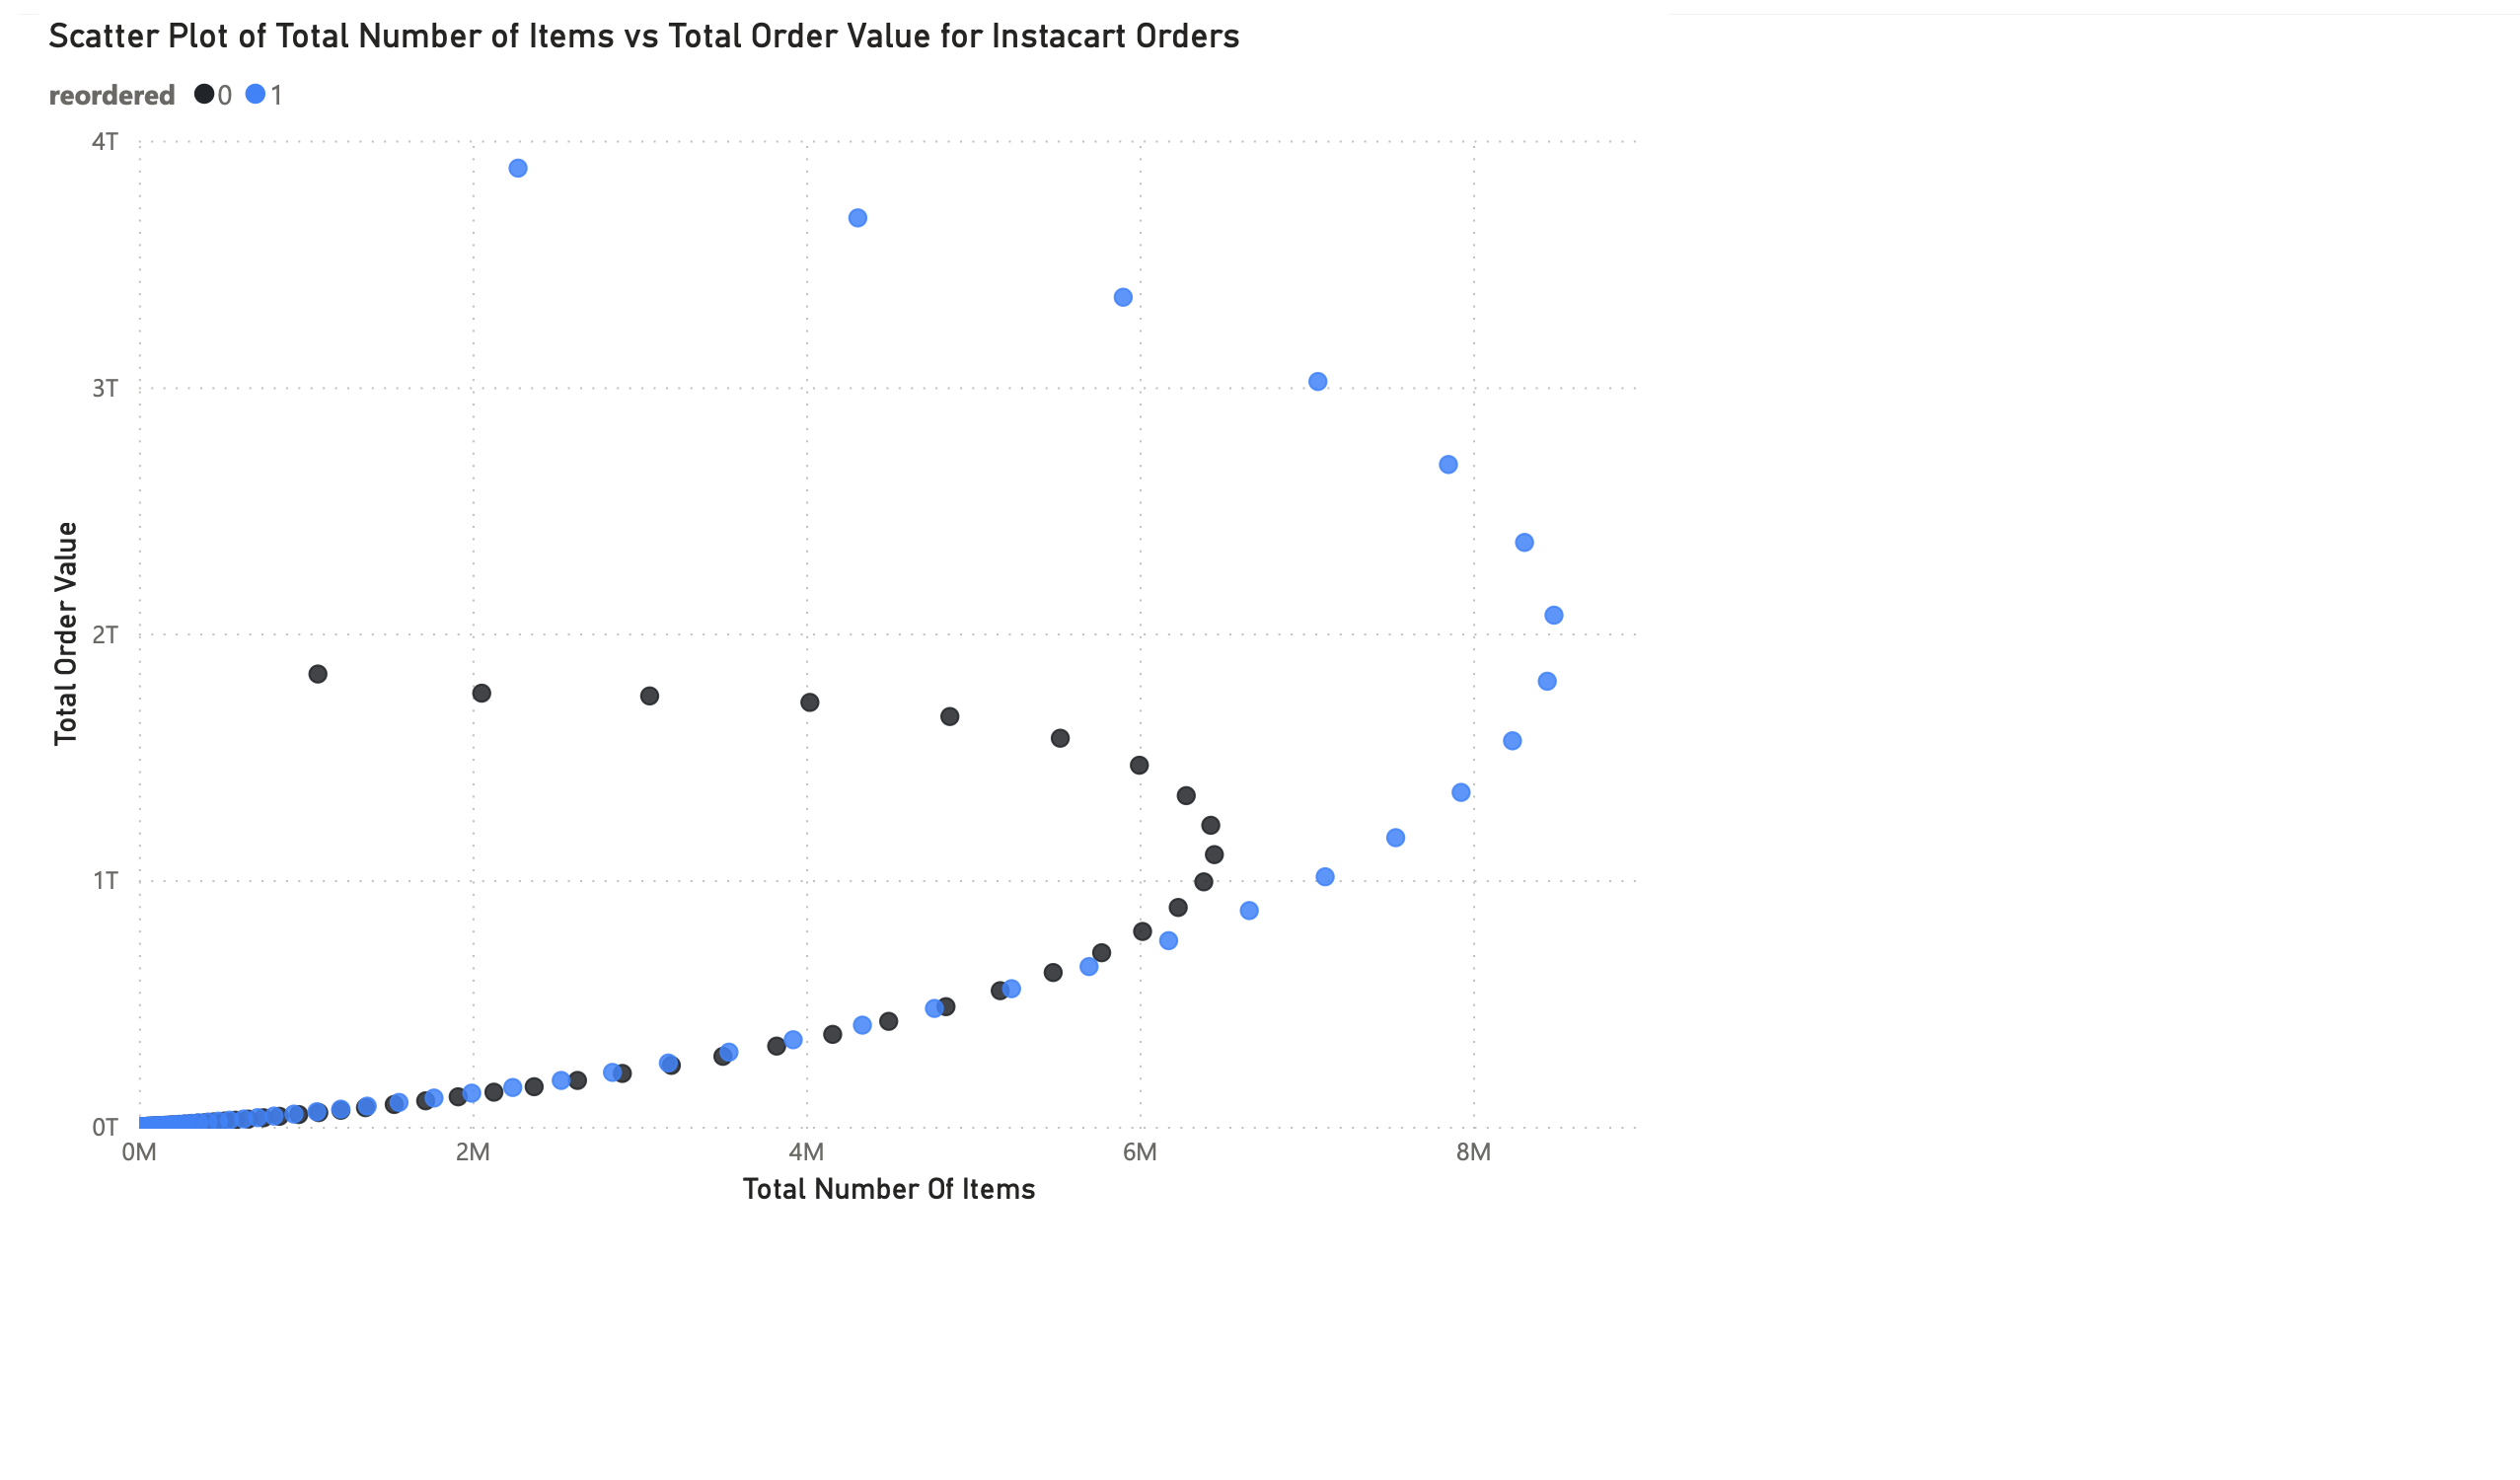 Scatter Plot of Total Number of Items vs Total Order Value for Instacart Orders
reordered 0 1
4T
3T
2T
1T
0T
Total Order Value
0M 2M 4M 6M 8M
Total Number Of Items